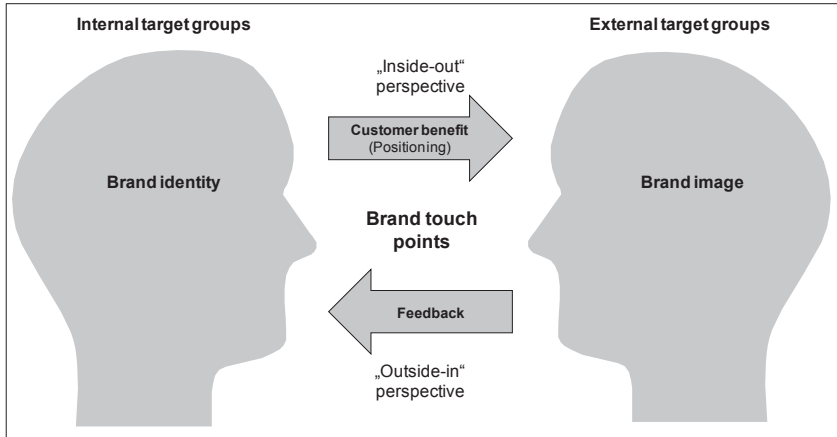 Internal target groups
External target groups
„Inside-out“
perspective
Customer benefit
(Positioning)
Brand identity
Brand image
Brand touch
points
Feedback
„Outside-in“
perspective